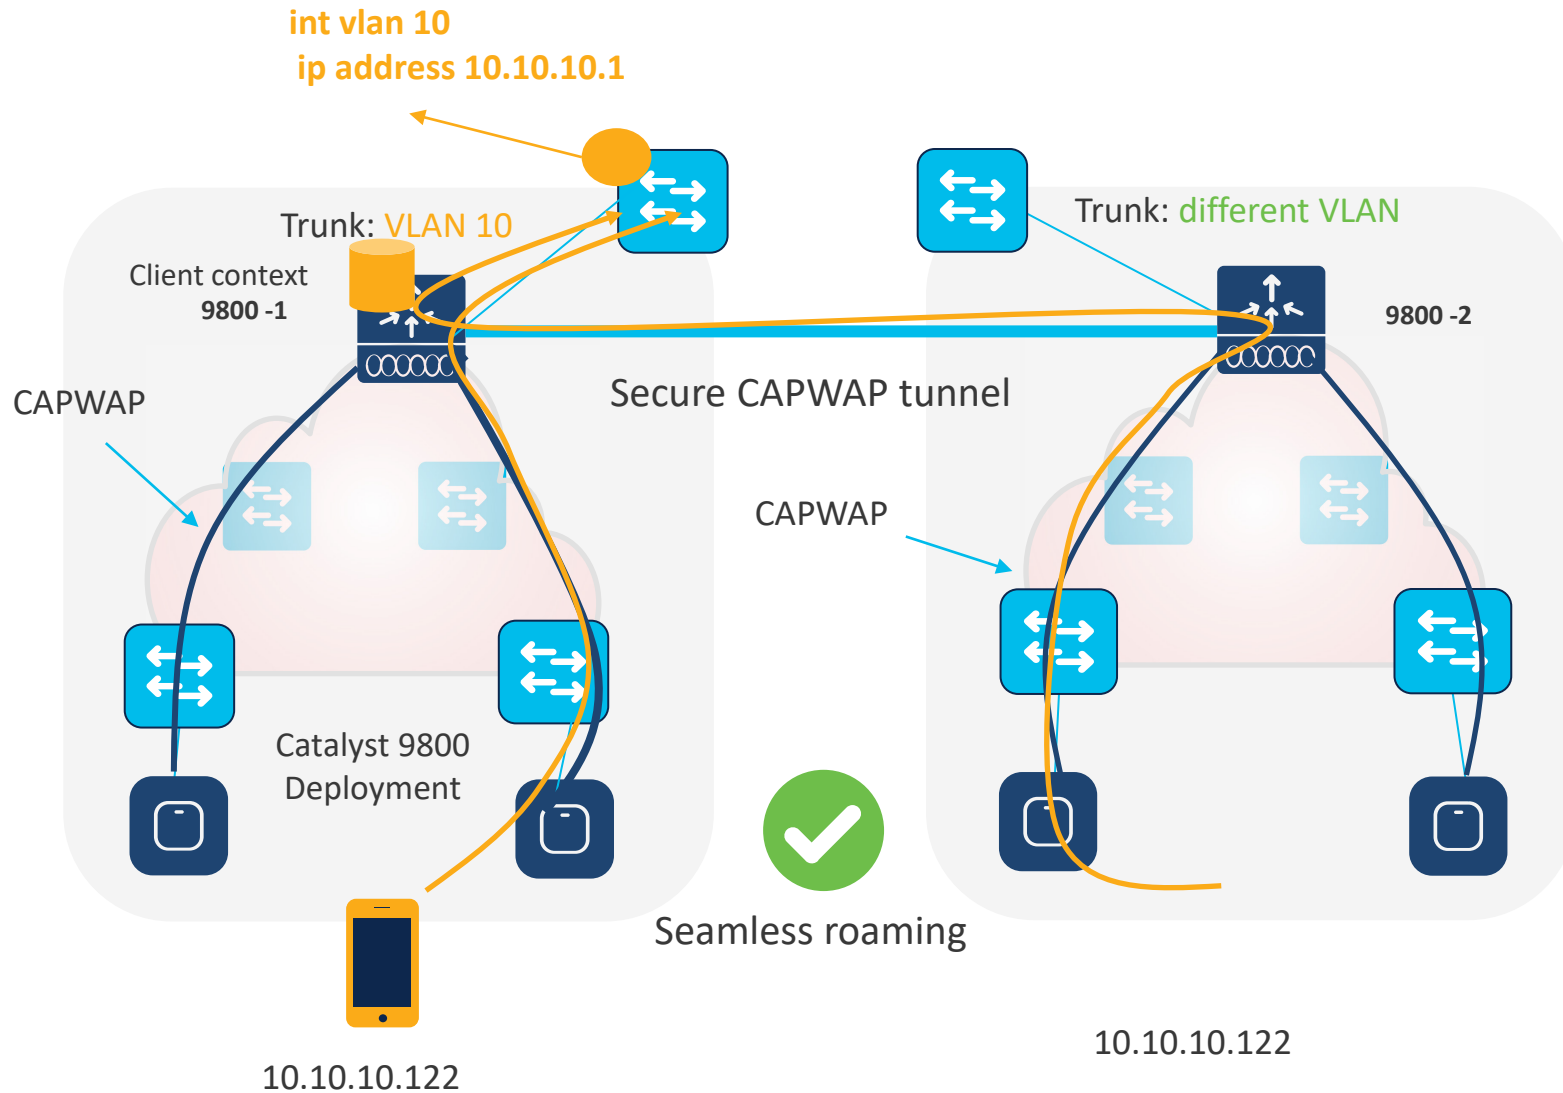 int vlan 10
ip address 10.10.10.1
Trunk: VLAN 10
Trunk: different VLAN
Client context
9800 -1
9800 -2
CAPWAP
Secure CAPWAP tunnel
CAPWAP
Catalyst 9800
Deployment
Seamless roaming
10.10.10.122
10.10.10.122